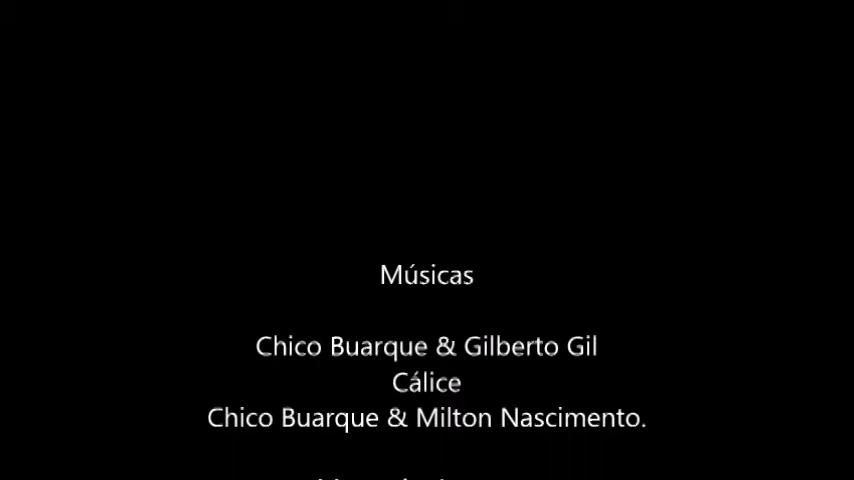 Músicas
Chico Buarque & Gilberto Gil
Cálice
Chico Buarque & Milton Nascimento.